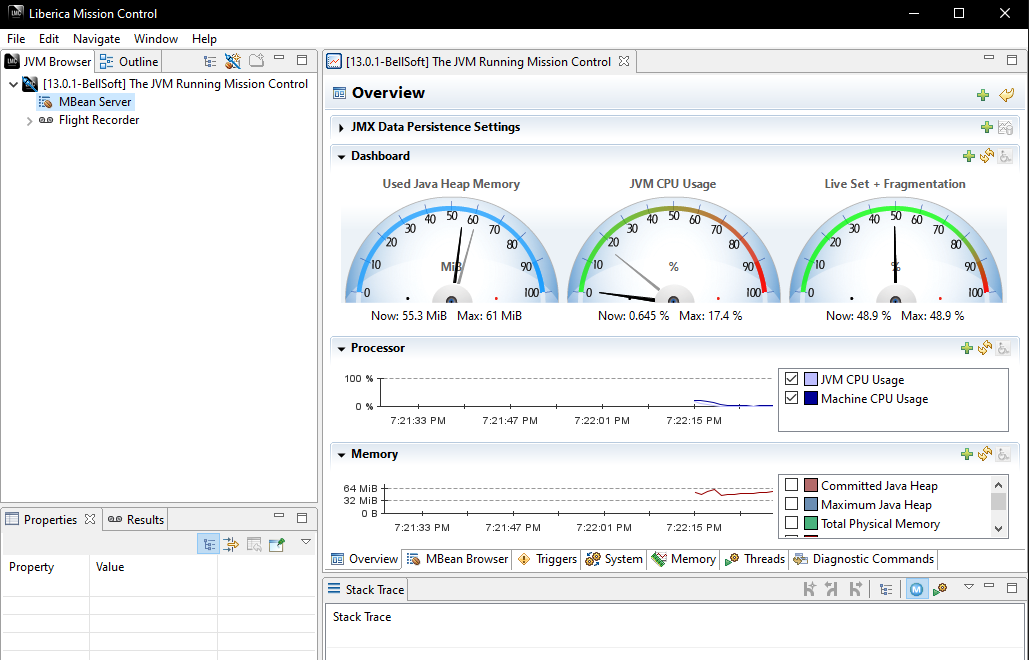 LMC Liberica Mission Control
File Edit Navigate Window Help
JVM Browser Outline
[13.0.1-BellSoft] The JVM Running Mission Control
MBean Server
Flight Recorder
Properties Results
Property Value
[13.0.1-BellSoft] The JVM Running Mission Control
Overview
JMX Data Persistence Settings
Dashboard
Used Java Heap Memory JVM CPU Usage Live Set + Fragmentation
0 10 20 30 40 50 60 70 80 90 100
MiB
0 10 20 30 40 50 60 70 80 90 100
%
0 10 20 30 40 50 60 70 80 90 100
%
Now: 55.3 MiB Max: 61 MiB Now: 0.645 % Max: 17.4 % Now: 48.9 % Max: 48.9 %
Processor
100 %
0 %
7:21:33 PM 7:21:47 PM 7:22:01 PM 7:22:15 PM
JVM CPU Usage
Machine CPU Usage
Memory
64 MiB
32 MiB
0 B
7:21:33 PM 7:21:47 PM 7:22:01 PM 7:22:15 PM
Committed Java Heap
Maximum Java Heap
Total Physical Memory
Overview MBean Browser Triggers System Memory Threads Diagnostic Commands
Stack Trace
M
Stack Trace